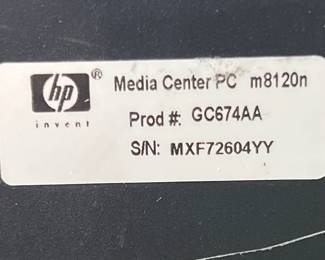 hp ® Media Center PC m8120n
invent Prod #: GC674AA
S/N: MXF72604YY